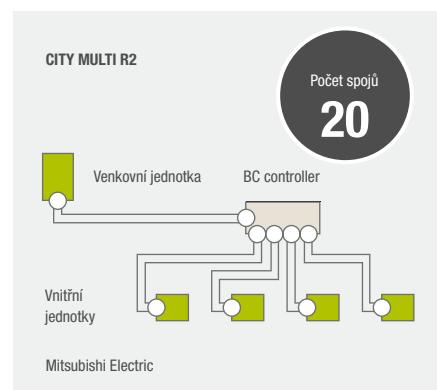 CITY MULTI R2
Počet spojů
20
Venkovní jednotka
BC controller
Vnitřní
jednotky
Mitsubishi Electric